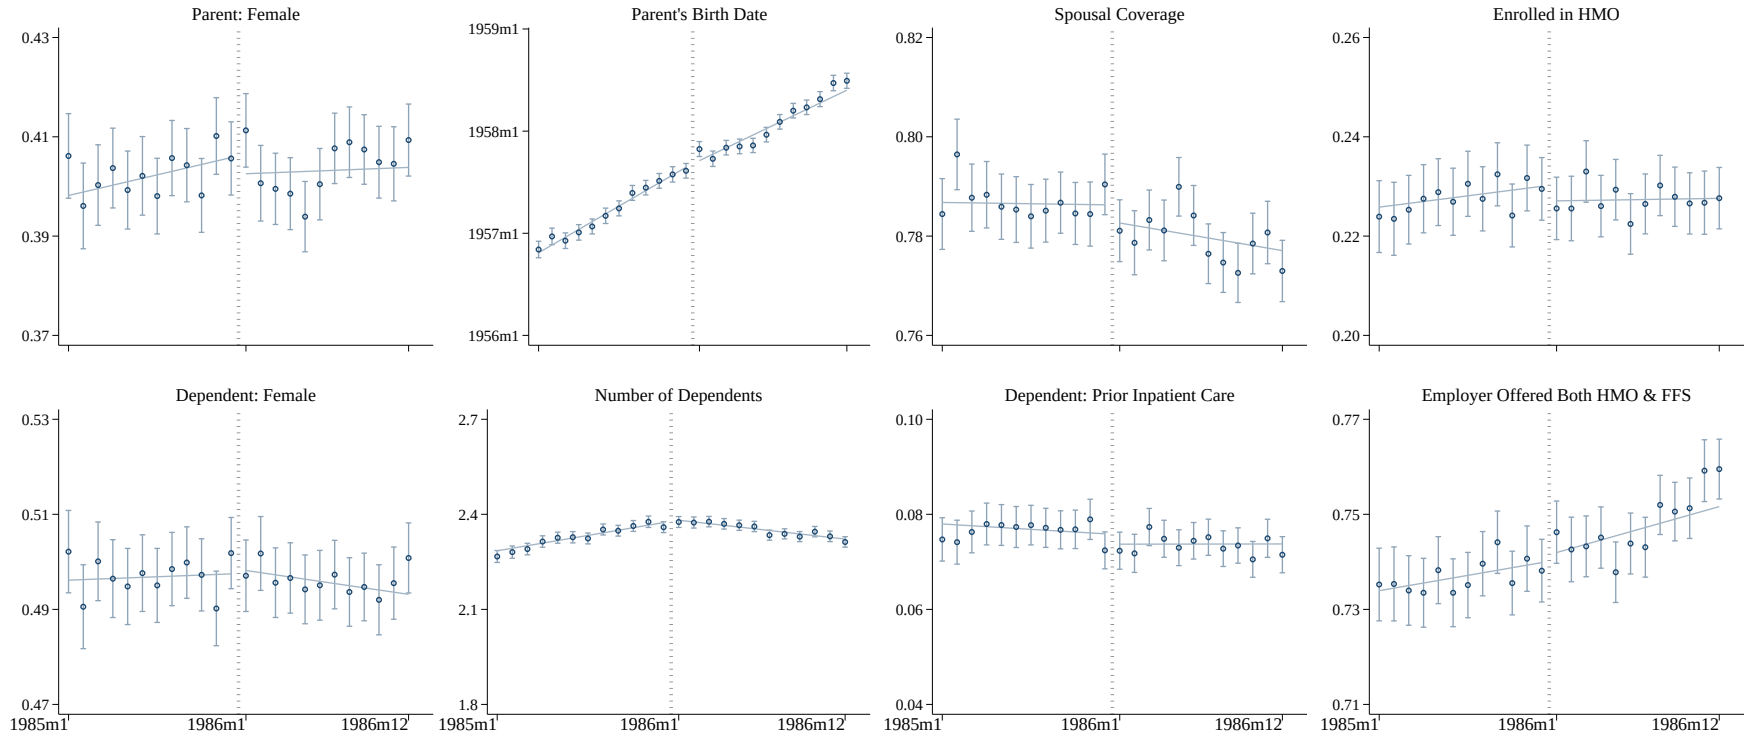 Parent: Female
0.43
0.41
0.39
0.37
Parent's Birth Date
1959m1
1958m1
1957m1
1956m1
Spousal Coverage
0.82
0.80
0.78
0.76
Enrolled in HMO
0.26
0.24
0.22
0.20
Dependent: Female
0.53
0.51
0.49
0.47
1985m1 1986m1 1986m12
Number of Dependents
2.7
2.4
2.1
1.8
1985m1 1986m1 1986m12
Dependent: Prior Inpatient Care
0.10
0.08
0.06
0.04
1985m1 1986m1 1986m12
Employer Offered Both HMO & FFS
0.77
0.75
0.73
0.71
1985m1 1986m1 1986m12